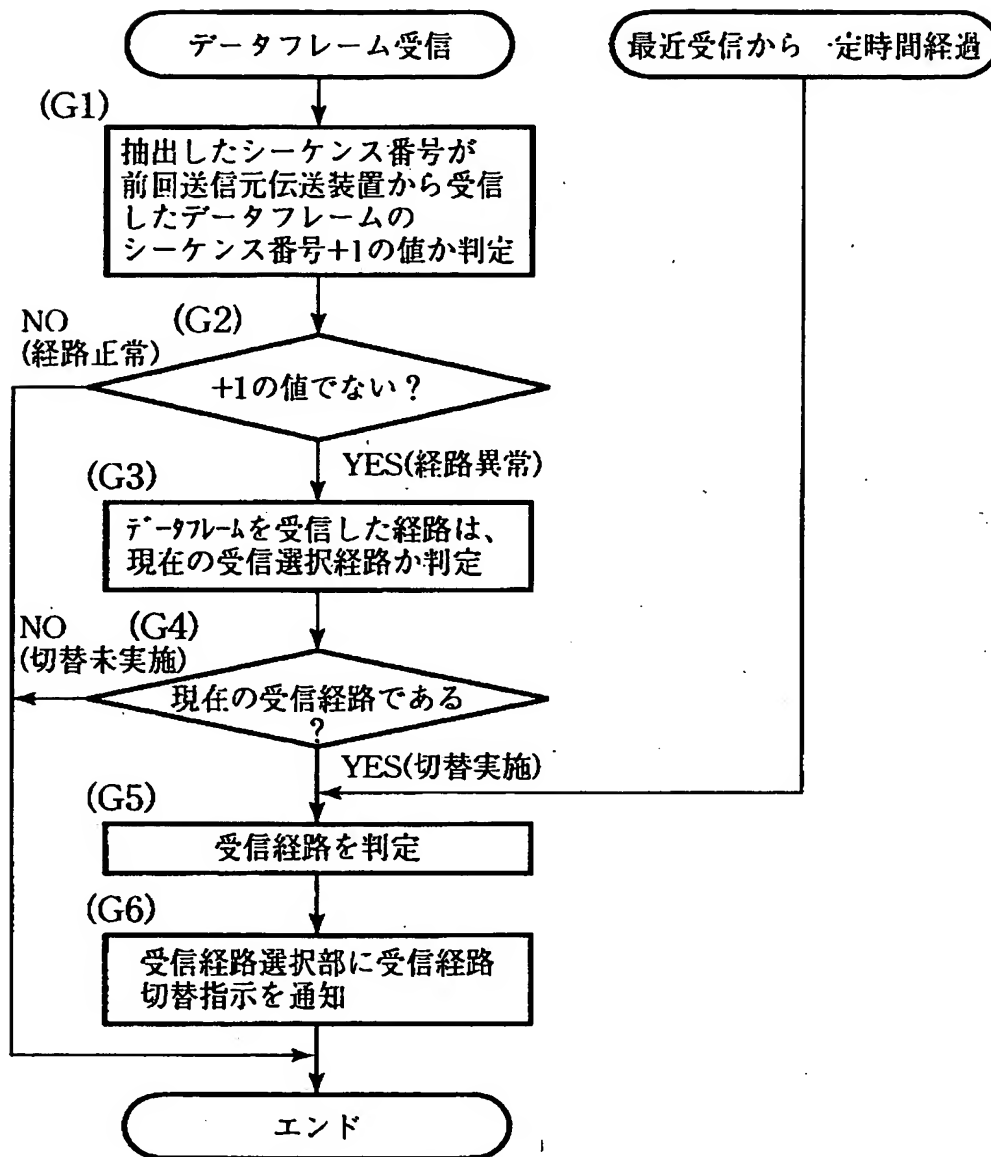 データフレーム受信
最近受信から一定時間経過
(G1)
抽出したシーケンス番号が
前回送信元伝送装置から受信
したデータフレームの
シーケンス番号+1の値か判定
NO
(経路正常)
(G2)
+1の値でない?
YES(経路異常)
(G3)
データフレームを受信した経路は、
現在の受信選択経路か判定
NO
(切替未実施)
(G4)
現在の受信経路である
?
YES(切替実施)
(G5)
受信経路を判定
(G6)
受信経路選択部に受信経路
切替指示を通知
エンド